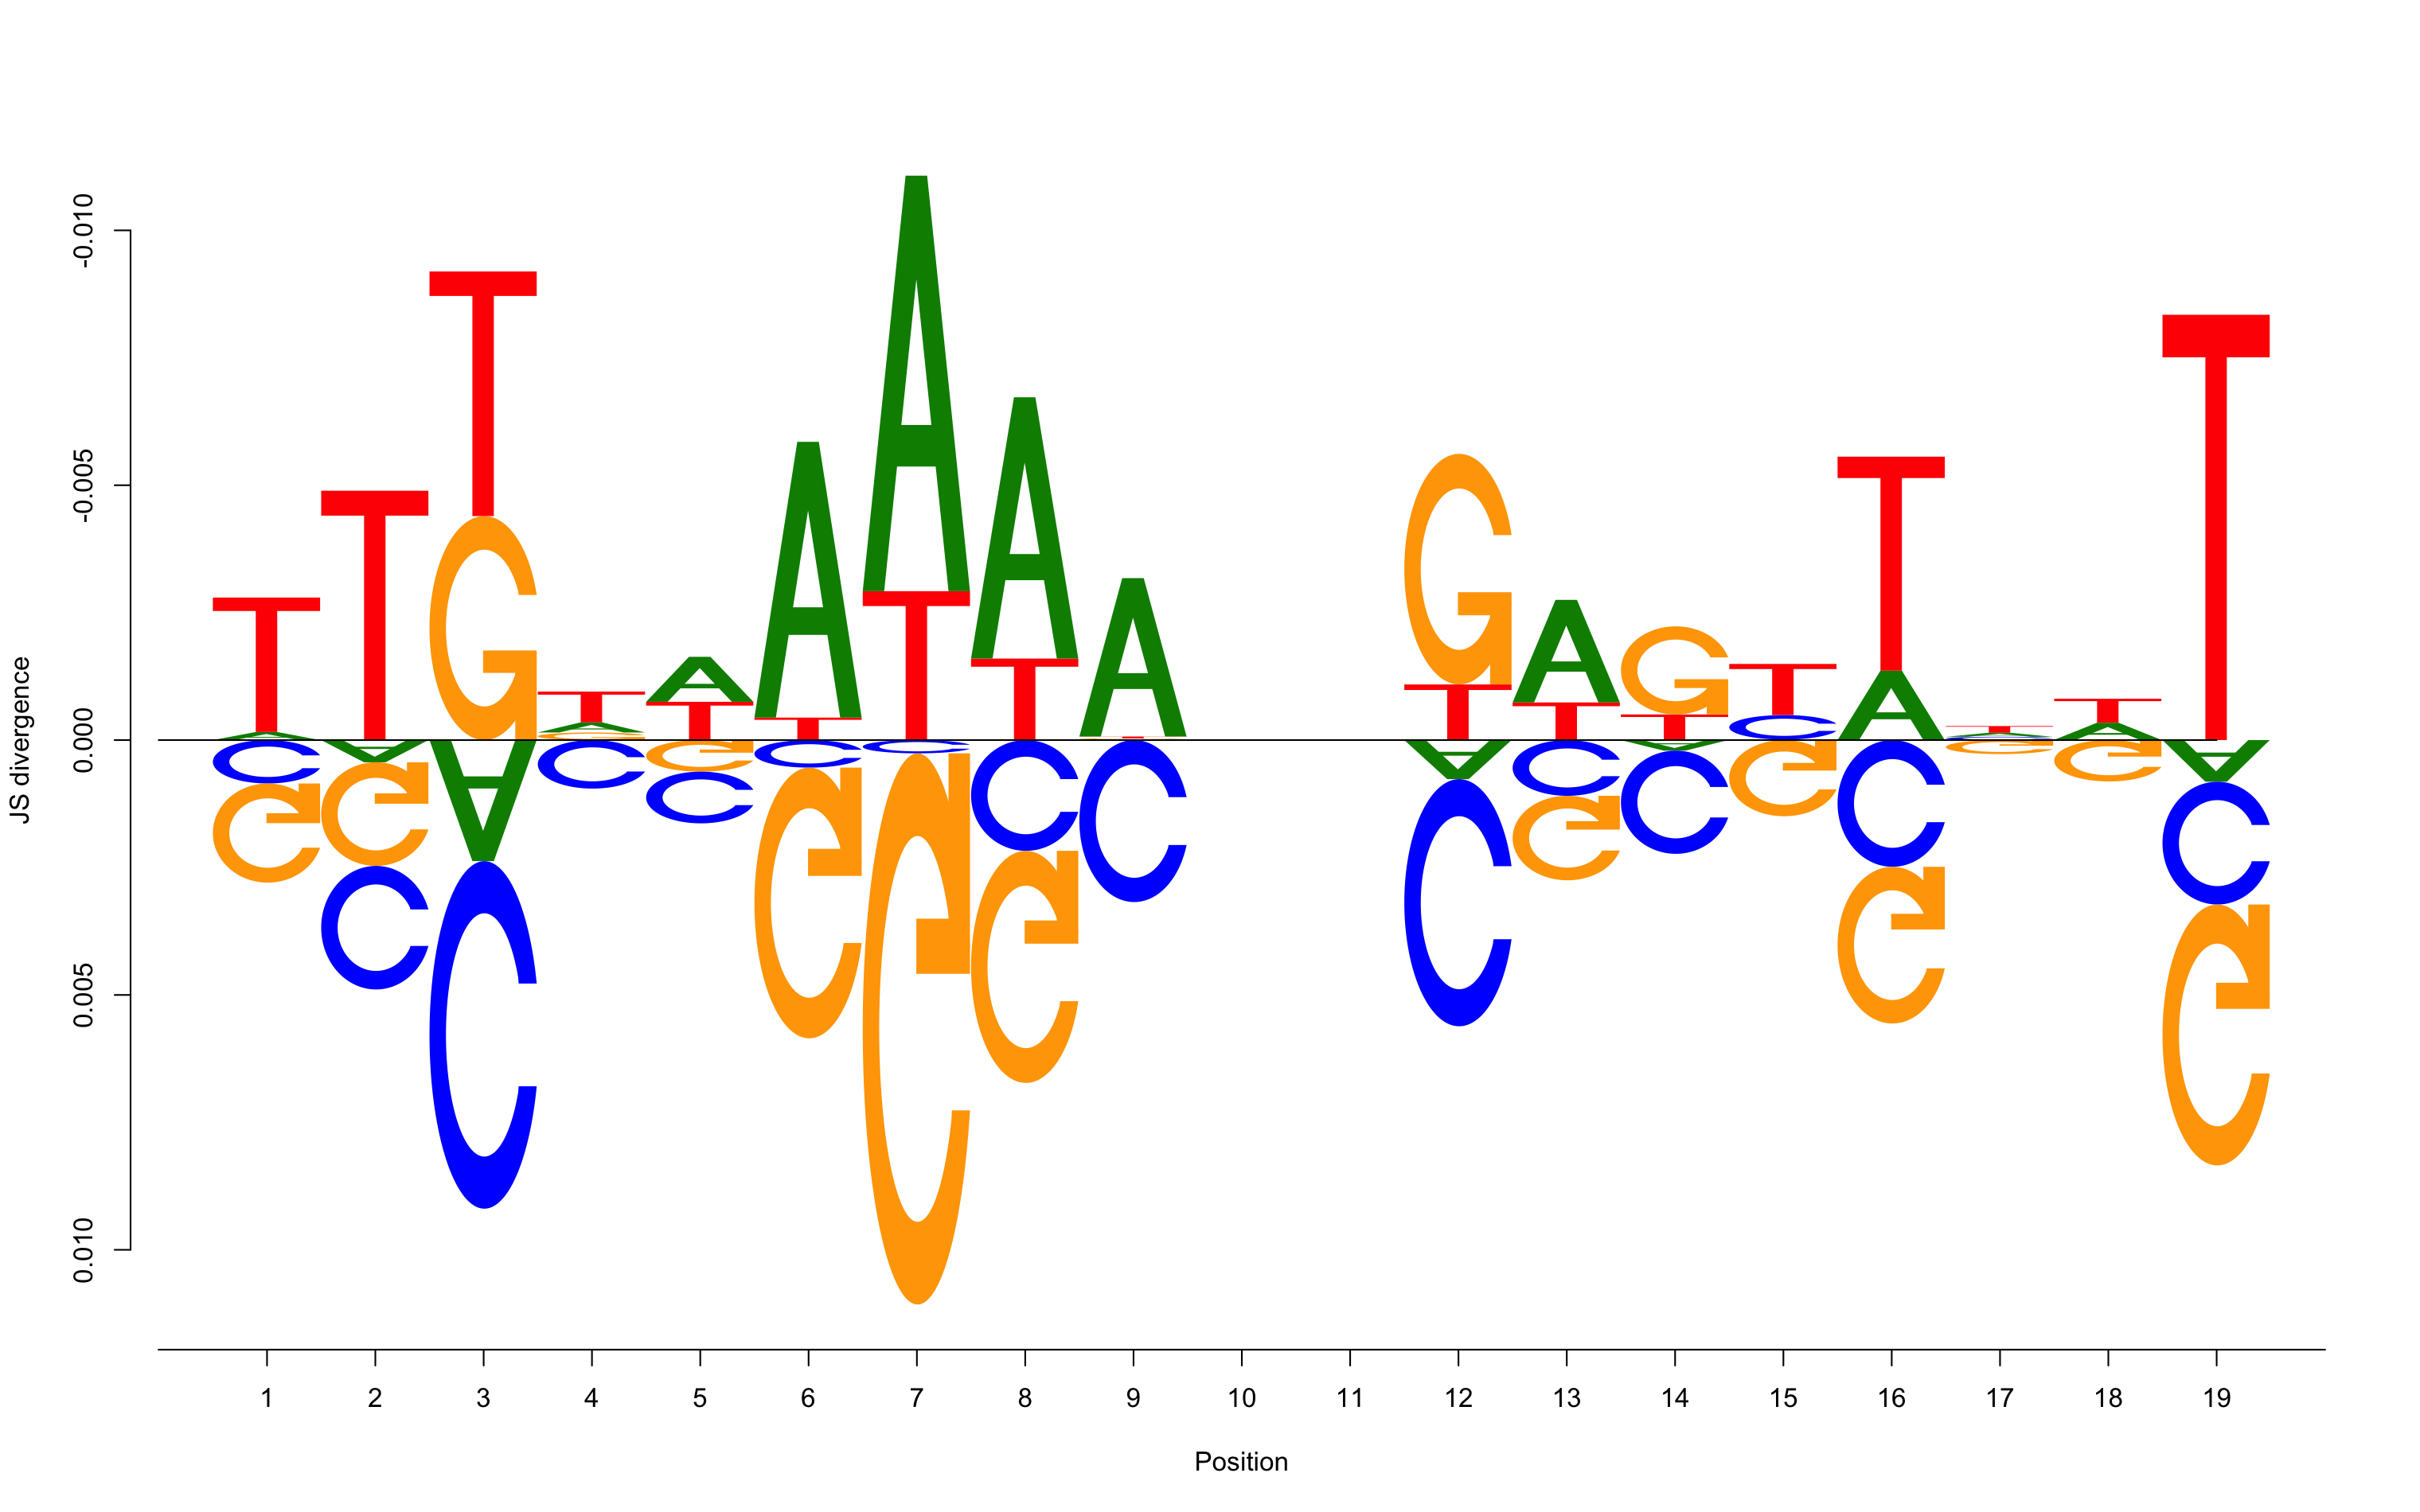 JS divergence
-0.010
-0.005
0.000
0.005
0.010
T T T G T A A T A T A T A T A G T A T G T T C T A T A T A T
C G A G C A C C G C C G C G C G C A C C G A C G C G G G A C G
1 2 3 4 5 6 7 8 9 10 11 12 13 14 15 16 17 18 19
Position